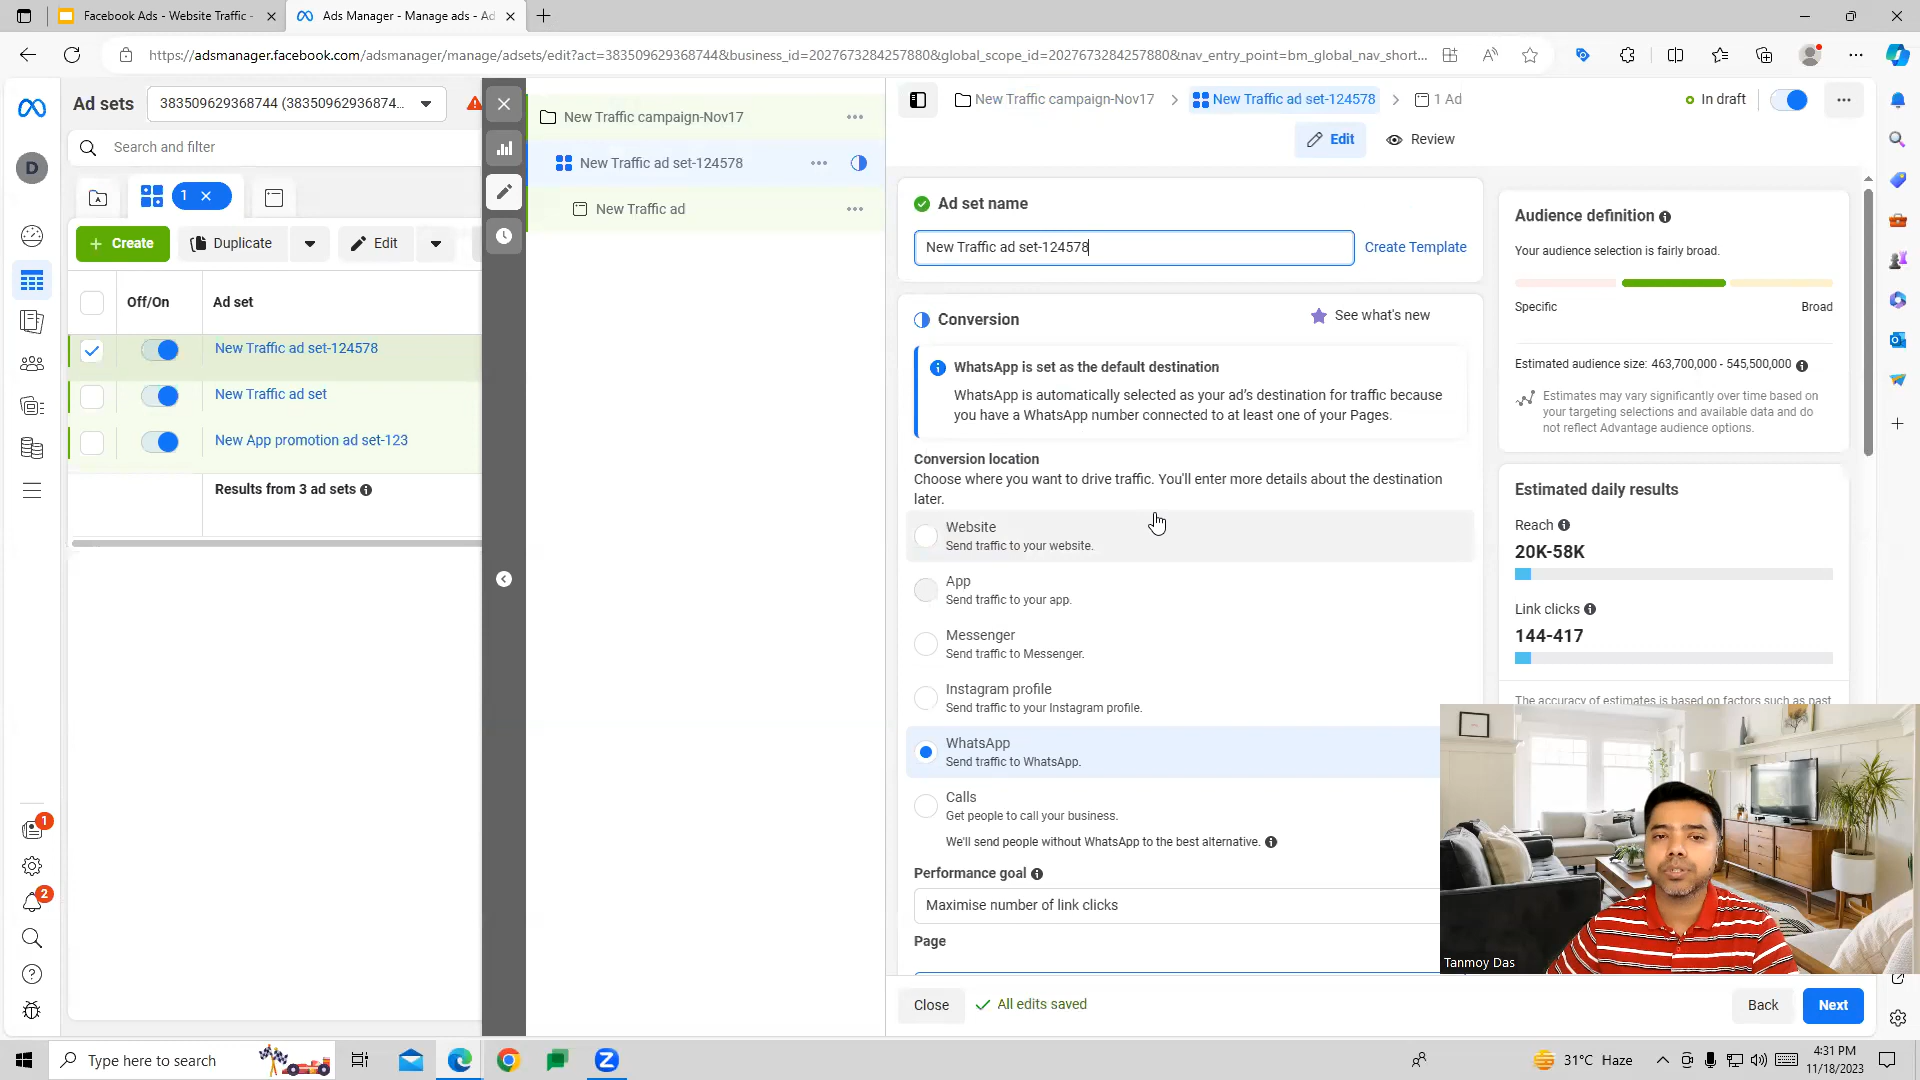 Facebook Ads - Website Traffic -
Ads Manager - Manage ads - Ad
https://adsmanager.facebook.com/adsmanager/manage/adsets/edit?act=383509629368744&business_id=2027673284257880&global_scope_id=2027673284257880&nav_entry_point=bm_global_nav_short...
Ad sets
383509629368744 (38350962936874...
Search and filter
D
1
Create
Duplicate
Edit
Off/On
Ad set
New Traffic ad set-124578
New Traffic ad set
New App promotion ad set-123
Results from 3 ad sets
1
2
New Traffic campaign-Nov17
New Traffic ad set-124578
New Traffic ad
New Traffic campaign-Nov17
New Traffic ad set-124578
1 Ad
In draft
Edit
Review
Ad set name
New Traffic ad set-124578
Create Template
Conversion
See what's new
WhatsApp is set as the default destination
WhatsApp is automatically selected as your ad's destination for traffic because
you have a WhatsApp number connected to at least one of your Pages.
Conversion location
Choose where you want to drive traffic. You'll enter more details about the destination
later.
Website
Send traffic to your website.
App
Send traffic to your app.
Messenger
Send traffic to Messenger.
Instagram profile
Send traffic to your Instagram profile.
WhatsApp
Send traffic to WhatsApp.
Calls
Get people to call your business.
We'll send people without WhatsApp to the best alternative.
Performance goal
Maximise number of link clicks
Page
Close
All edits saved
Back
Next
Audience definition
Your audience selection is fairly broad.
Specific
Broad
Estimated audience size: 463,700,000 - 545,500,000
Estimates may vary significantly over time based on
your targeting selections and available data and do
not reflect Advantage audience options.
Estimated daily results
Reach
20K-58K
Link clicks
144-417
The accuracy of estimates is based on factors such as past
Tanmoy Das
Type here to search
31°C Haze
4:31 PM
11/18/2023